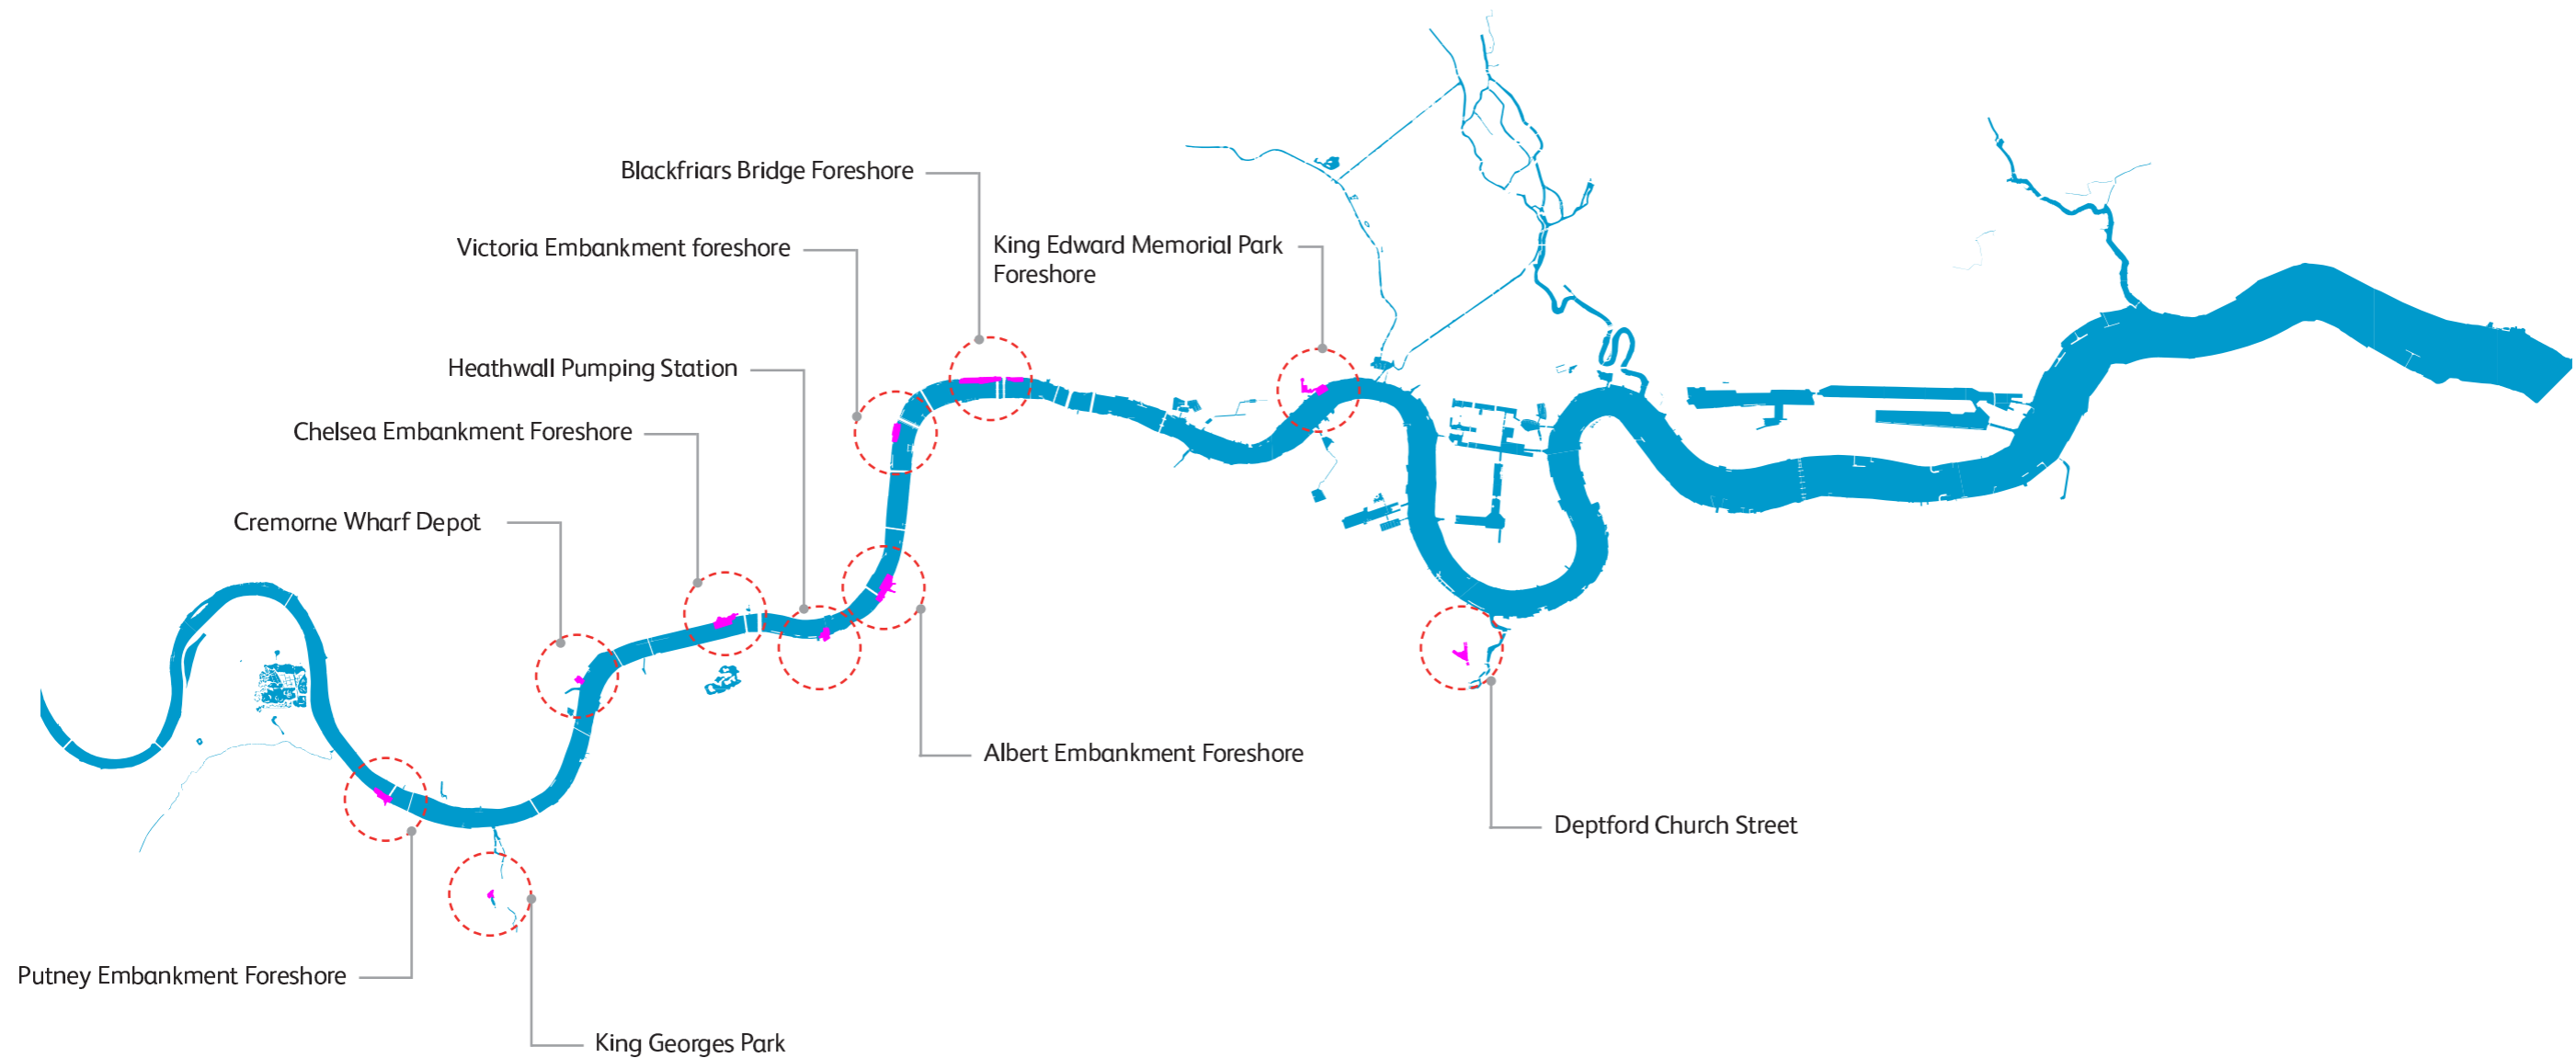 Blackfriars Bridge Foreshore
Victoria Embankment foreshore
King Edward Memorial Park
Foreshore
Heathwall Pumping Station
Chelsea Embankment Foreshore
Cremorne Wharf Depot
Albert Embankment Foreshore
Deptford Church Street
Putney Embankment Foreshore
King Georges Park